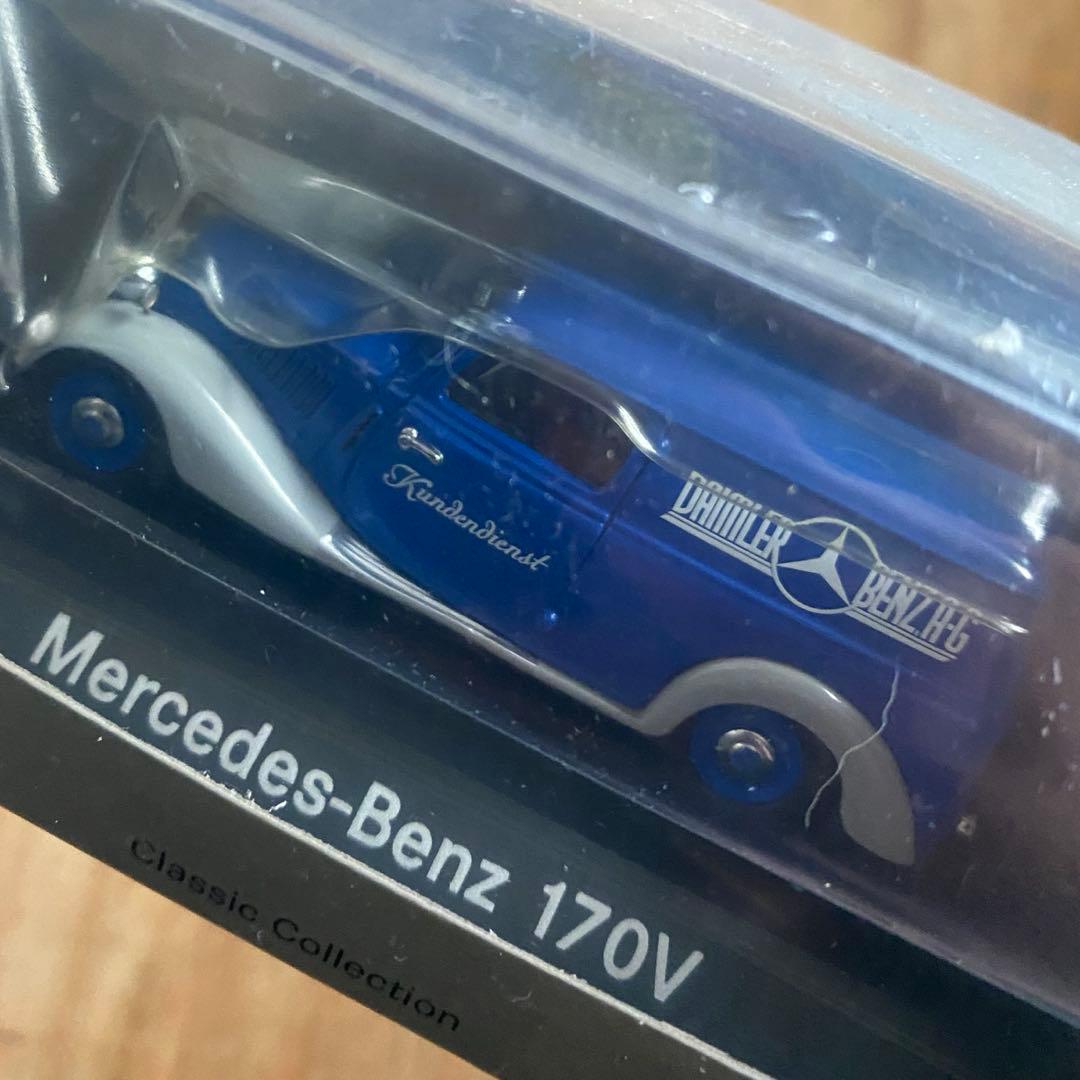 Kundendienst
DAIMLER BENZ.A-G
Mercedes-Benz 170V
Classic Collection